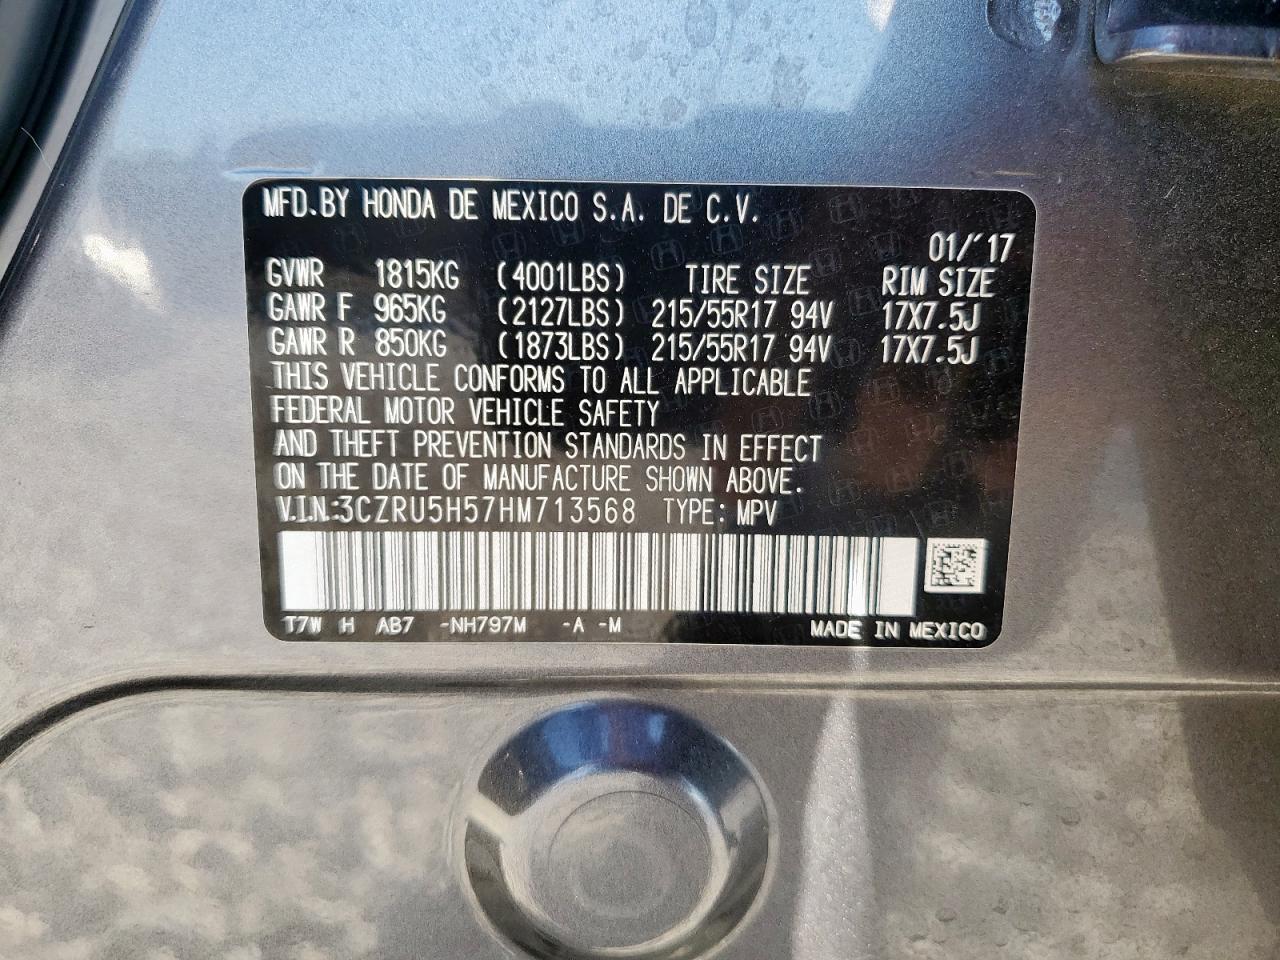 MFD.BY HONDA DE MEXICO S.A. DE C.V.
01/'17
GVWR 1815KG (4001LBS) TIRE SIZE RIM SIZE
GAWR F 965KG (2127LBS) 215/55R17 94V 17X7.5J
GAWR R 850KG (1873LBS) 215/55R17 94V 17X7.5J
THIS VEHICLE CONFORMS TO ALL APPLICABLE
FEDERAL MOTOR VEHICLE SAFETY
AND THEFT PREVENTION STANDARDS IN EFFECT
ON THE DATE OF MANUFACTURE SHOWN ABOVE.
V.I.N.:3CZRU5H57HM713568 TYPE: MPV
T7W H AB7 -NH797M -A -M MADE IN MEXICO